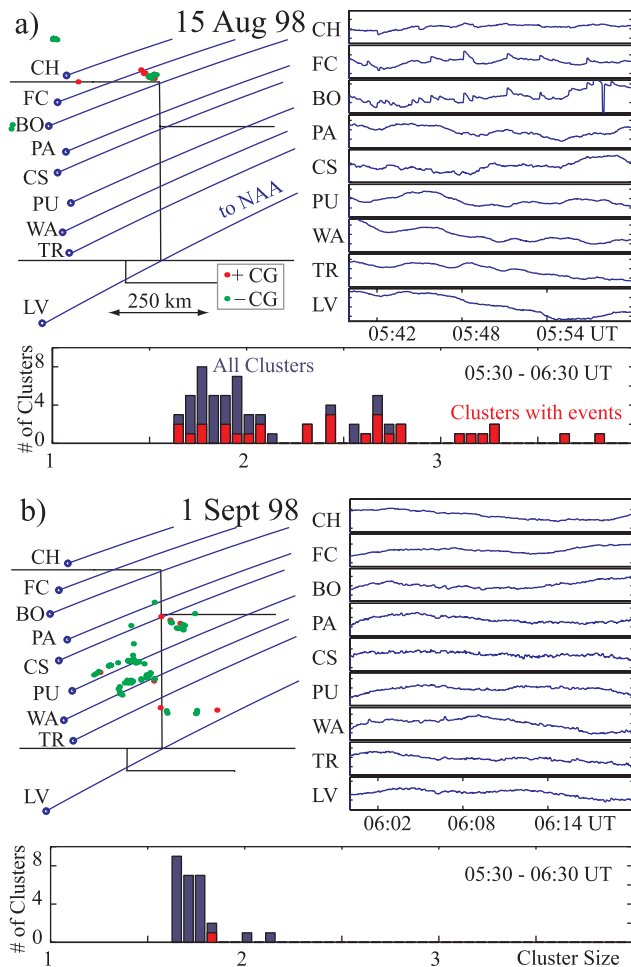 a)
15 Aug 98
CH
FC
BO
PA
CS
PU
WA
TR
LV
to NAA
+ CG
– CG
250 km
CH
FC
BO
PA
CS
PU
WA
TR
LV
05:42 05:48 05:54 UT
# of Clusters
8
4
0
All Clusters
05:30 - 06:30 UT
Clusters with events
1 2 3
b)
1 Sept 98
CH
FC
BO
PA
CS
PU
WA
TR
LV
CH
FC
BO
PA
CS
PU
WA
TR
LV
06:02 06:08 06:14 UT
# of Clusters
8
4
0
05:30 - 06:30 UT
1 2 3 Cluster Size